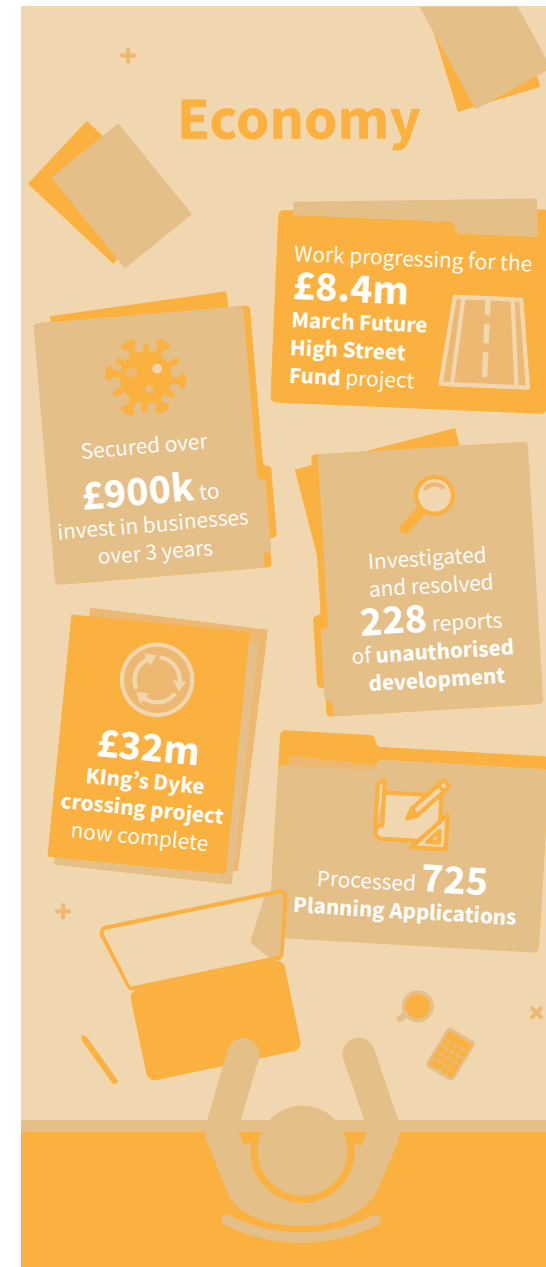 Economy
Work progressing for the
£8.4m
March Future
High Street
Fund project
Secured over
£900k to
invest in businesses
over 3 years
Investigated
and resolved
228 reports
of unauthorised
development
£32m
KIng's Dyke
crossing project
now complete
Processed 725
Planning Applications